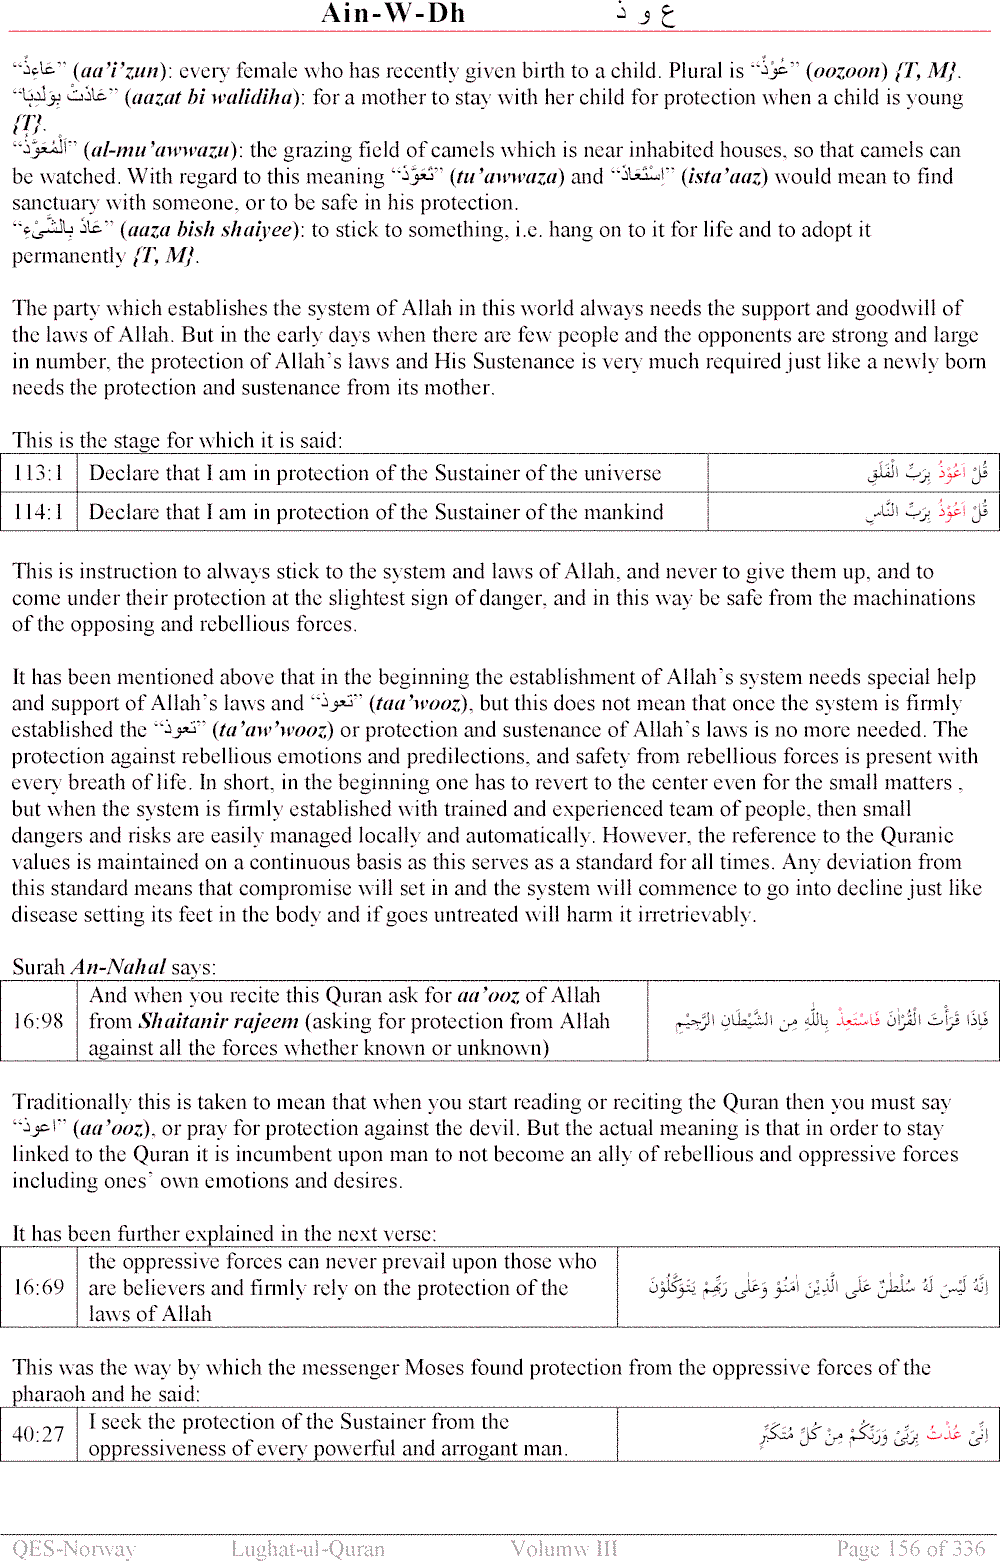 Ain-W-Dh ع و ذ
“عَاءِذٌ” (aa’i’zun): every female who has recently given birth to a child. Plural is “عُوْذٌ” (oozoon) {T, M}.
“عَاذَتْ بِوَلَدِهَا” (aazat bi walidiha): for a mother to stay with her child for protection when a child is young
{T}.
“اَلْمُعَوَّذُ” (al-mu’awwazu): the grazing field of camels which is near inhabited houses, so that camels can
be watched. With regard to this meaning “تَعَوَّذَ” (tu’awwaza) and “اِسْتَعَاذَ” (ista’aaz) would mean to find
sanctuary with someone, or to be safe in his protection.
“عَاذَ بِالشَّىْءِ” (aaza bish shaiyee): to stick to something, i.e. hang on to it for life and to adopt it
permanently {T, M}.
The party which establishes the system of Allah in this world always needs the support and goodwill of
the laws of Allah. But in the early days when there are few people and the opponents are strong and large
in number, the protection of Allah’s laws and His Sustenance is very much required just like a newly born
needs the protection and sustenance from its mother.
This is the stage for which it is said:
113:1 Declare that I am in protection of the Sustainer of the universe قُلْ اَعُوْذُ بِرَبِّ الْفَلَقِ
114:1 Declare that I am in protection of the Sustainer of the mankind قُلْ اَعُوْذُ بِرَبِّ النَّاسِ
This is instruction to always stick to the system and laws of Allah, and never to give them up, and to
come under their protection at the slightest sign of danger, and in this way be safe from the machinations
of the opposing and rebellious forces.
It has been mentioned above that in the beginning the establishment of Allah’s system needs special help
and support of Allah’s laws and “تعوذ” (taa’wooz), but this does not mean that once the system is firmly
established the “تعوذ” (ta’aw’wooz) or protection and sustenance of Allah’s laws is no more needed. The
protection against rebellious emotions and predilections, and safety from rebellious forces is present with
every breath of life. In short, in the beginning one has to revert to the center even for the small matters ,
but when the system is firmly established with trained and experienced team of people, then small
dangers and risks are easily managed locally and automatically. However, the reference to the Quranic
values is maintained on a continuous basis as this serves as a standard for all times. Any deviation from
this standard means that compromise will set in and the system will commence to go into decline just like
disease setting its feet in the body and if goes untreated will harm it irretrievably.
Surah An-Nahal says:
And when you recite this Quran ask for aa’ooz of Allah
16:98 from Shaitanir rajeem (asking for protection from Allah فَاِذَا قَرَأْتَ الْقُرْاٰنَ فَاسْتَعِذْ بِاللّٰهِ مِن الشَّيْطَانِ الرَّجِيْمِ
against all the forces whether known or unknown)
Traditionally this is taken to mean that when you start reading or reciting the Quran then you must say
“اعوذ” (aa’ooz), or pray for protection against the devil. But the actual meaning is that in order to stay
linked to the Quran it is incumbent upon man to not become an ally of rebellious and oppressive forces
including ones’ own emotions and desires.
It has been further explained in the next verse:
the oppressive forces can never prevail upon those who
16:69 are believers and firmly rely on the protection of the اِنَّهُ لَيْسَ لَهُ سُلْطٰنٌ عَلَى الَّذِيْنَ اٰمَنُوْ وَعَلٰى رَبِّهِمْ يَتَوَكَّلُوْنَ
laws of Allah
This was the way by which the messenger Moses found protection from the oppressive forces of the
pharaoh and he said:
40:27 I seek the protection of the Sustainer from the اِنِّىْ عُذْتُ بِرَبِّىْ وَرَبِّكُمْ مِنْ كُلِّ مُتَكَبِّرٍ
oppressiveness of every powerful and arrogant man.
QES-Norway Lughat-ul-Quran Volumw III Page 156 of 336